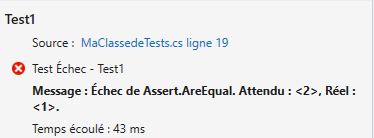 Test1
Source : MaClassedeTests.cs ligne 19
Test Échec - Test1
Message : Échec de Assert.AreEqual. Attendu : <2>, Réel :
<1>.
Temps écoulé : 43 ms